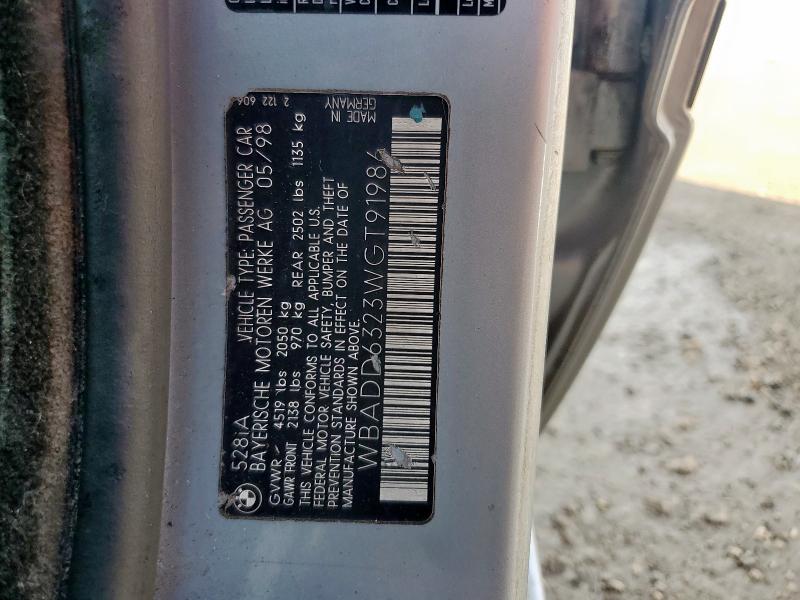 528iA VEHICLE TYPE: PASSENGER CAR
BAYERISCHE MOTOREN WERKE AG 05/98
GVWR 4519 lbs 2050 kg
GAWR FRONT 2138 lbs 970 kg REAR 2502 lbs 1135 kg
THIS VEHICLE CONFORMS TO ALL APPLICABLE U.S.
FEDERAL MOTOR VEHICLE SAFETY, BUMPER AND THEFT
PREVENTION STANDARDS IN EFFECT ON THE DATE OF
MANUFACTURE SHOWN ABOVE.
WBADD6323WGT91986
2 122 606
MADE IN
GERMANY